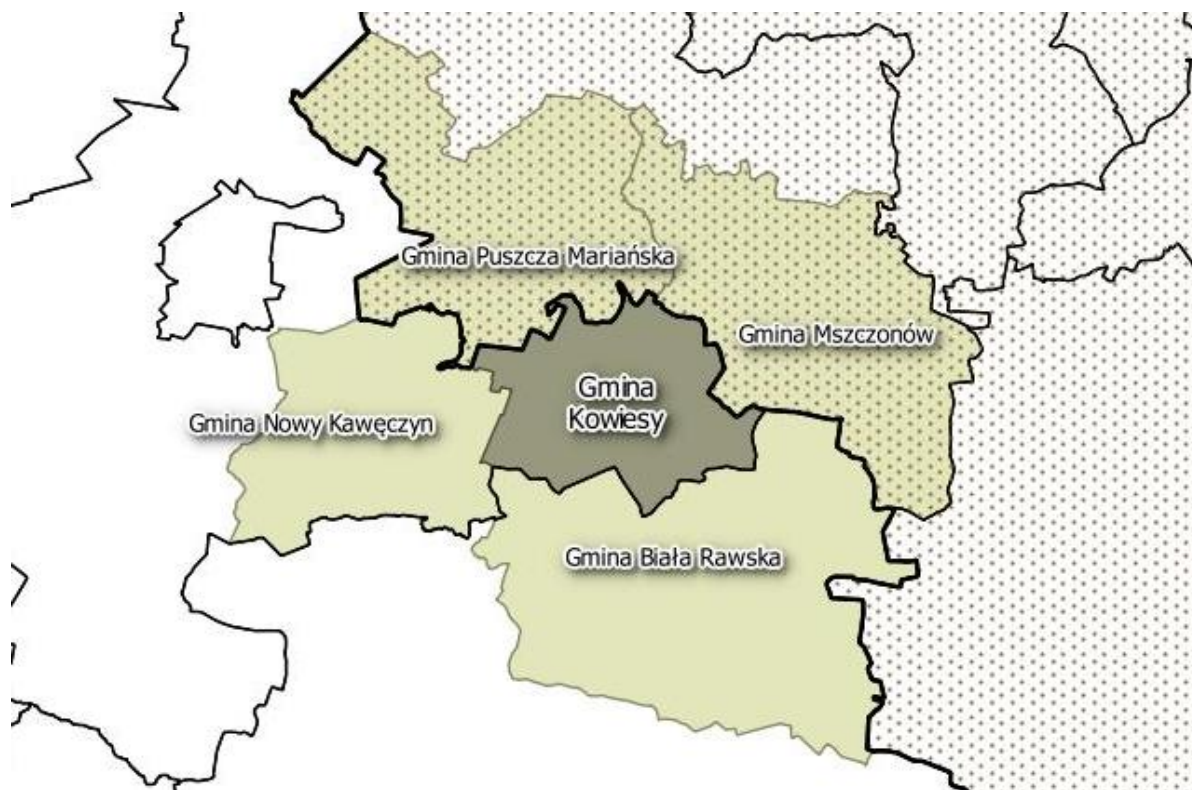 Gmina Puszcza Mariańska
Gmina Mszczonów
Gmina
Kowiesy
Gmina Nowy Kawęczyn
Gmina Biała Rawska